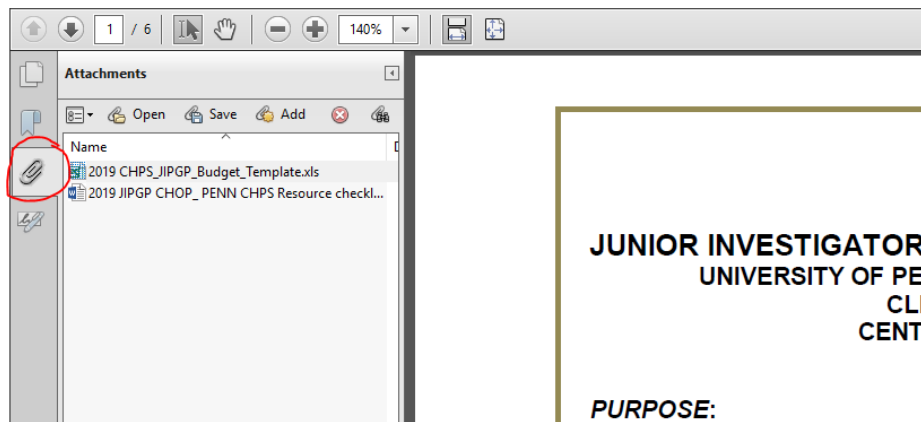 1 / 6 140%
Attachments
Open Save Add
Name
2019 CHPS_JIPGP_Budget_Template.xls
2019 JIPGP CHOP_ PENN CHPS Resource checkl...
JUNIOR INVESTIGATOR
UNIVERSITY OF PE
CLI
CENT
PURPOSE: